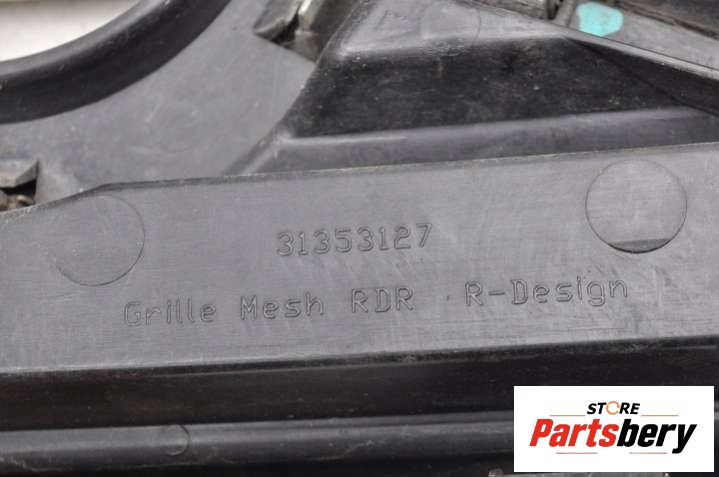 31353127
Grille Mesh RDR R-Design
STORE
Partsbery